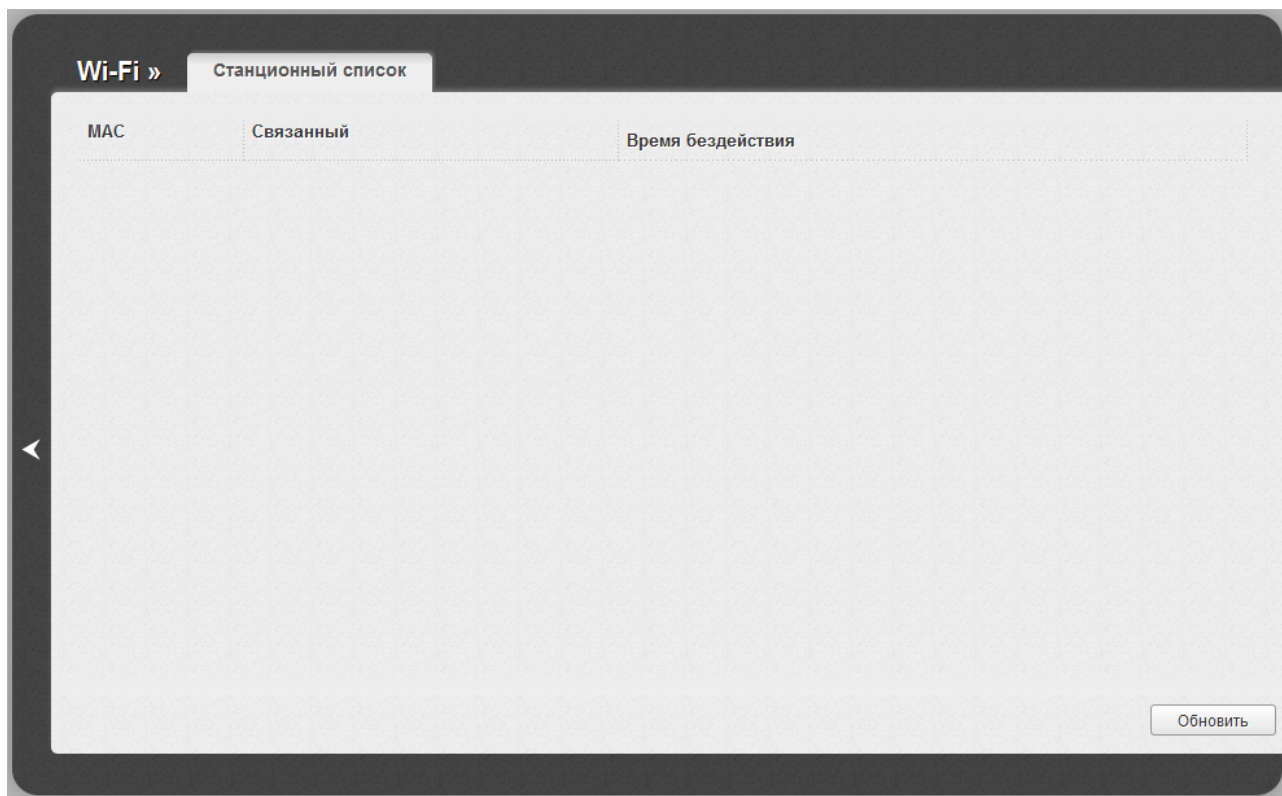 Wi-Fi » Станционный список
MAC Связанный Время бездействия
Обновить